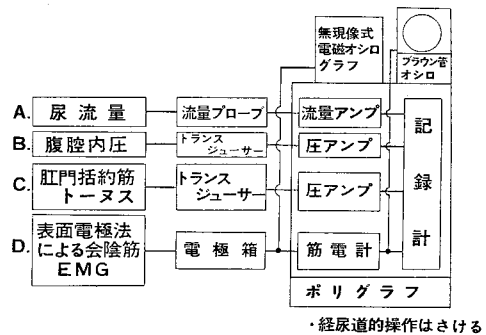 無現像式
電磁オシロ
グラフ
ブラウン管
オシロ
A. 尿流量 流量プローブ 流量アンプ
B. 腹腔内圧 トランス
ジューサー 圧アンプ
C. 肛門括約筋
トーヌス トランス
ジューサー 圧アンプ
D. 表面電極法
による会陰筋
EMG 電極箱 筋電計
記録計
ポリグラフ
・経尿道的操作はさける